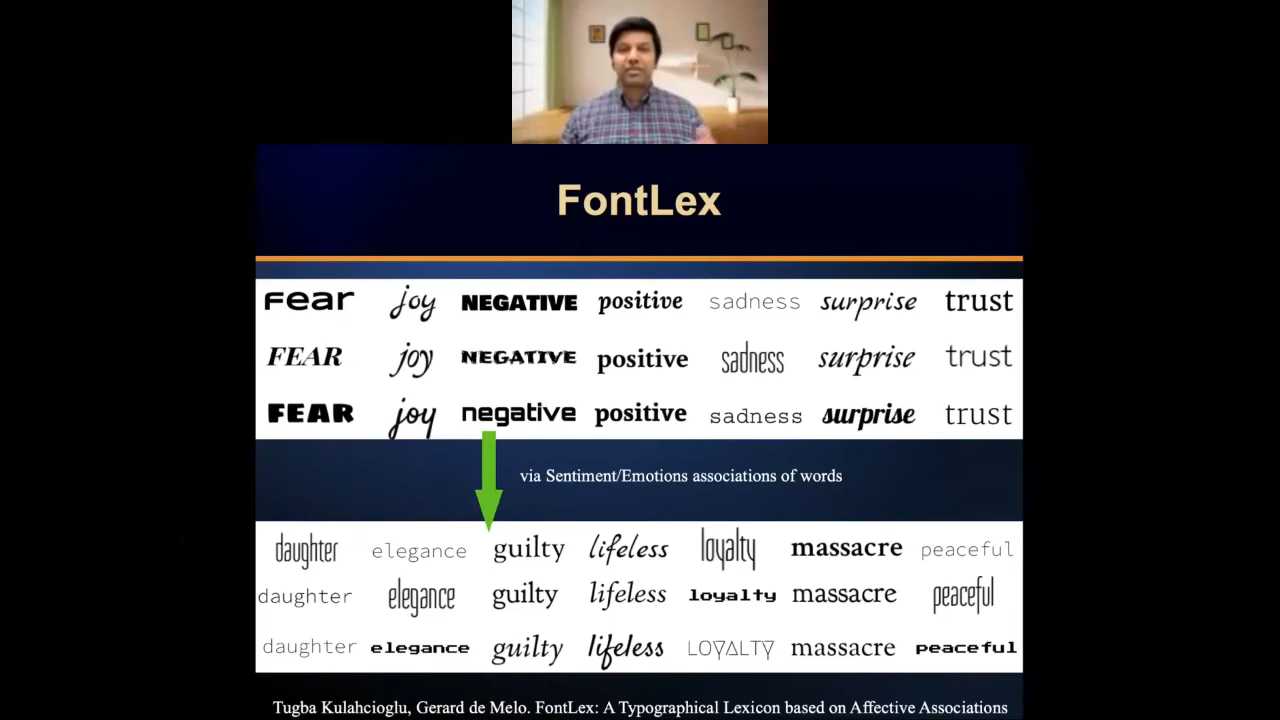 FontLex
Fear joy NEGATIVE positive sadness surprise trust
FEAR joy NEGATIVE positive sadness surprise trust
FEAR joy negative positive sadness surprise trust
via Sentiment/Emotions associations of words
daughter elegance guilty lifeless loyalty massacre peaceful
daughter elegance guilty lifeless loyalty massacre peaceful
daughter elegance guilty lifeless LOYALTY massacre peaceful
Tugba Kulahcioglu, Gerard de Melo. FontLex: A Typographical Lexicon based on Affective Associations